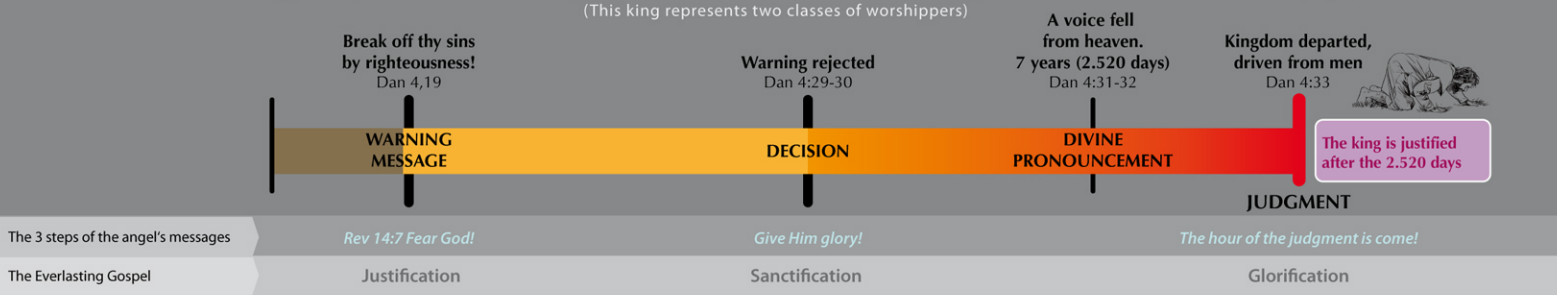 (This king represents two classes of worshippers)
Break off thy sins
by righteousness!
Dan 4,19
Warning rejected
Dan 4:29-30
A voice fell
from heaven.
7 years (2.520 days)
Dan 4:31-32
Kingdom departed,
driven from men
Dan 4:33
WARNING
MESSAGE
DECISION
DIVINE
PRONOUNCEMENT
The king is justified
after the 2.520 days
JUDGMENT
The 3 steps of the angel's messages
Rev 14:7 Fear God!
Give Him glory!
The hour of the judgment is come!
The Everlasting Gospel
Justification
Sanctification
Glorification